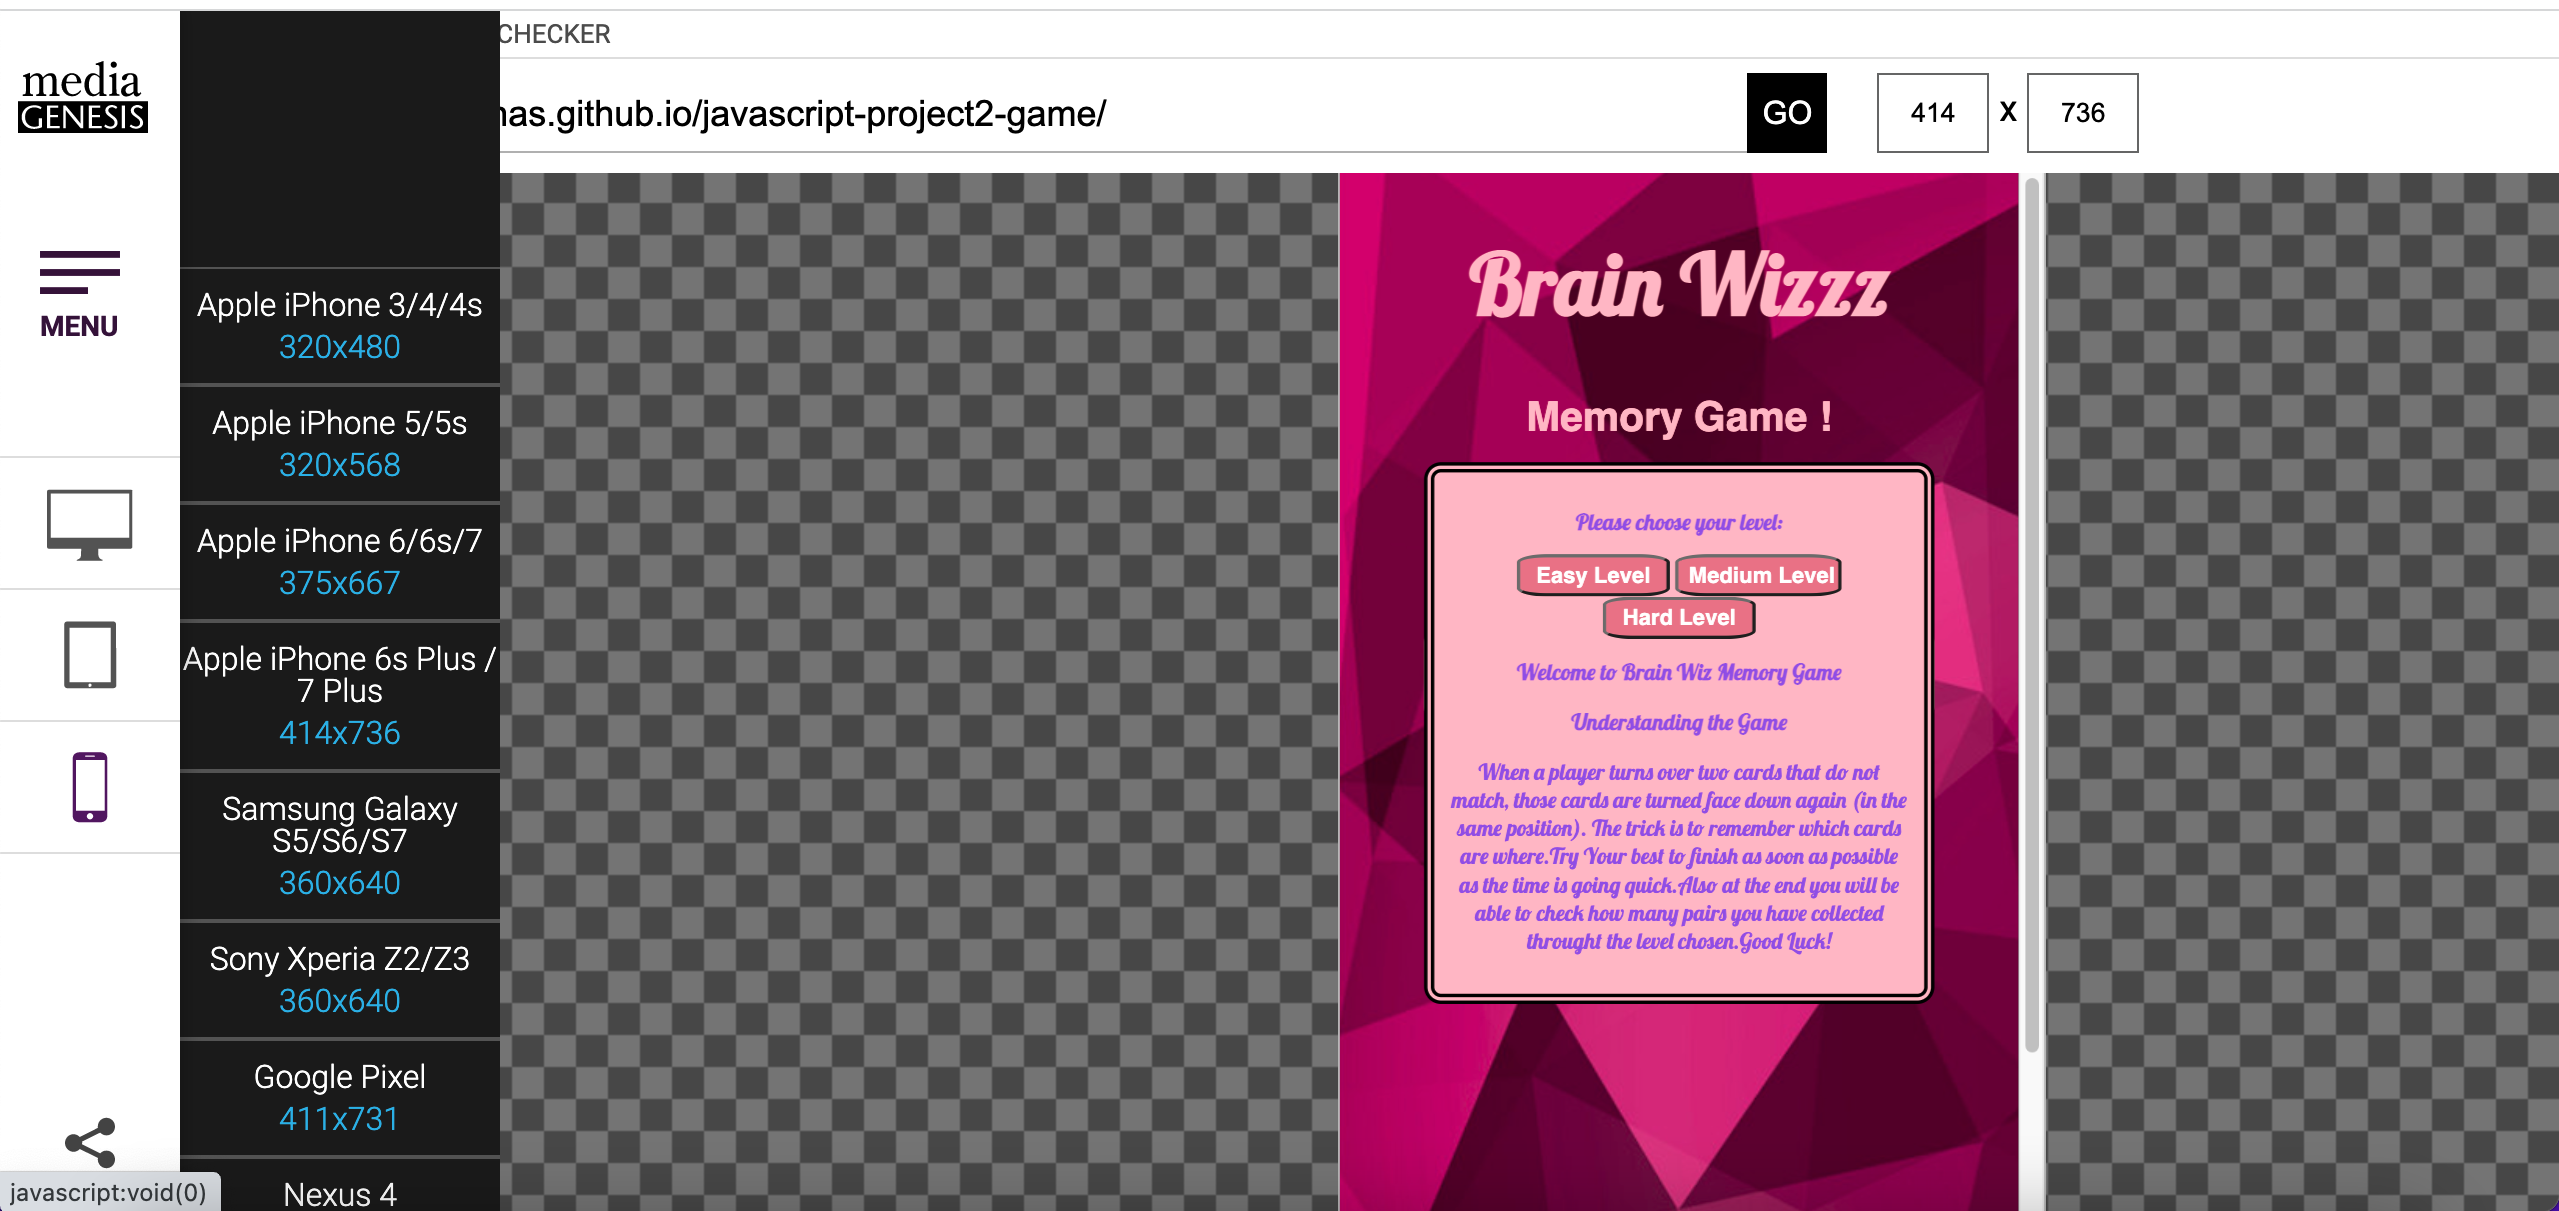 CHECKER
media
GENESIS
.github.io/javascript-project2-game/
GO
414
X
736
MENU
Apple iPhone 3/4/4s
320x480
Apple iPhone 5/5s
320x568
Apple iPhone 6/6s/7
375x667
Apple iPhone 6s Plus /
7 Plus
414x736
Samsung Galaxy
S5/S6/S7
360x640
Sony Xperia Z2/Z3
360x640
Google Pixel
411x731
Nexus 4
javascript:void(0)
Brain Wizzz
Memory Game !
Please choose your level:
Easy Level
Medium Level
Hard Level
Welcome to Brain Wiz Memory Game
Understanding the Game
When a player turns over two cards that do not
match, those cards are turned face down again (in the
same position). The trick is to remember which cards
are where.Try Your best to finish as soon as possible
as the time is going quick.Also at the end you will be
able to check how many pairs you have collected
throught the level chosen.Good Luck!